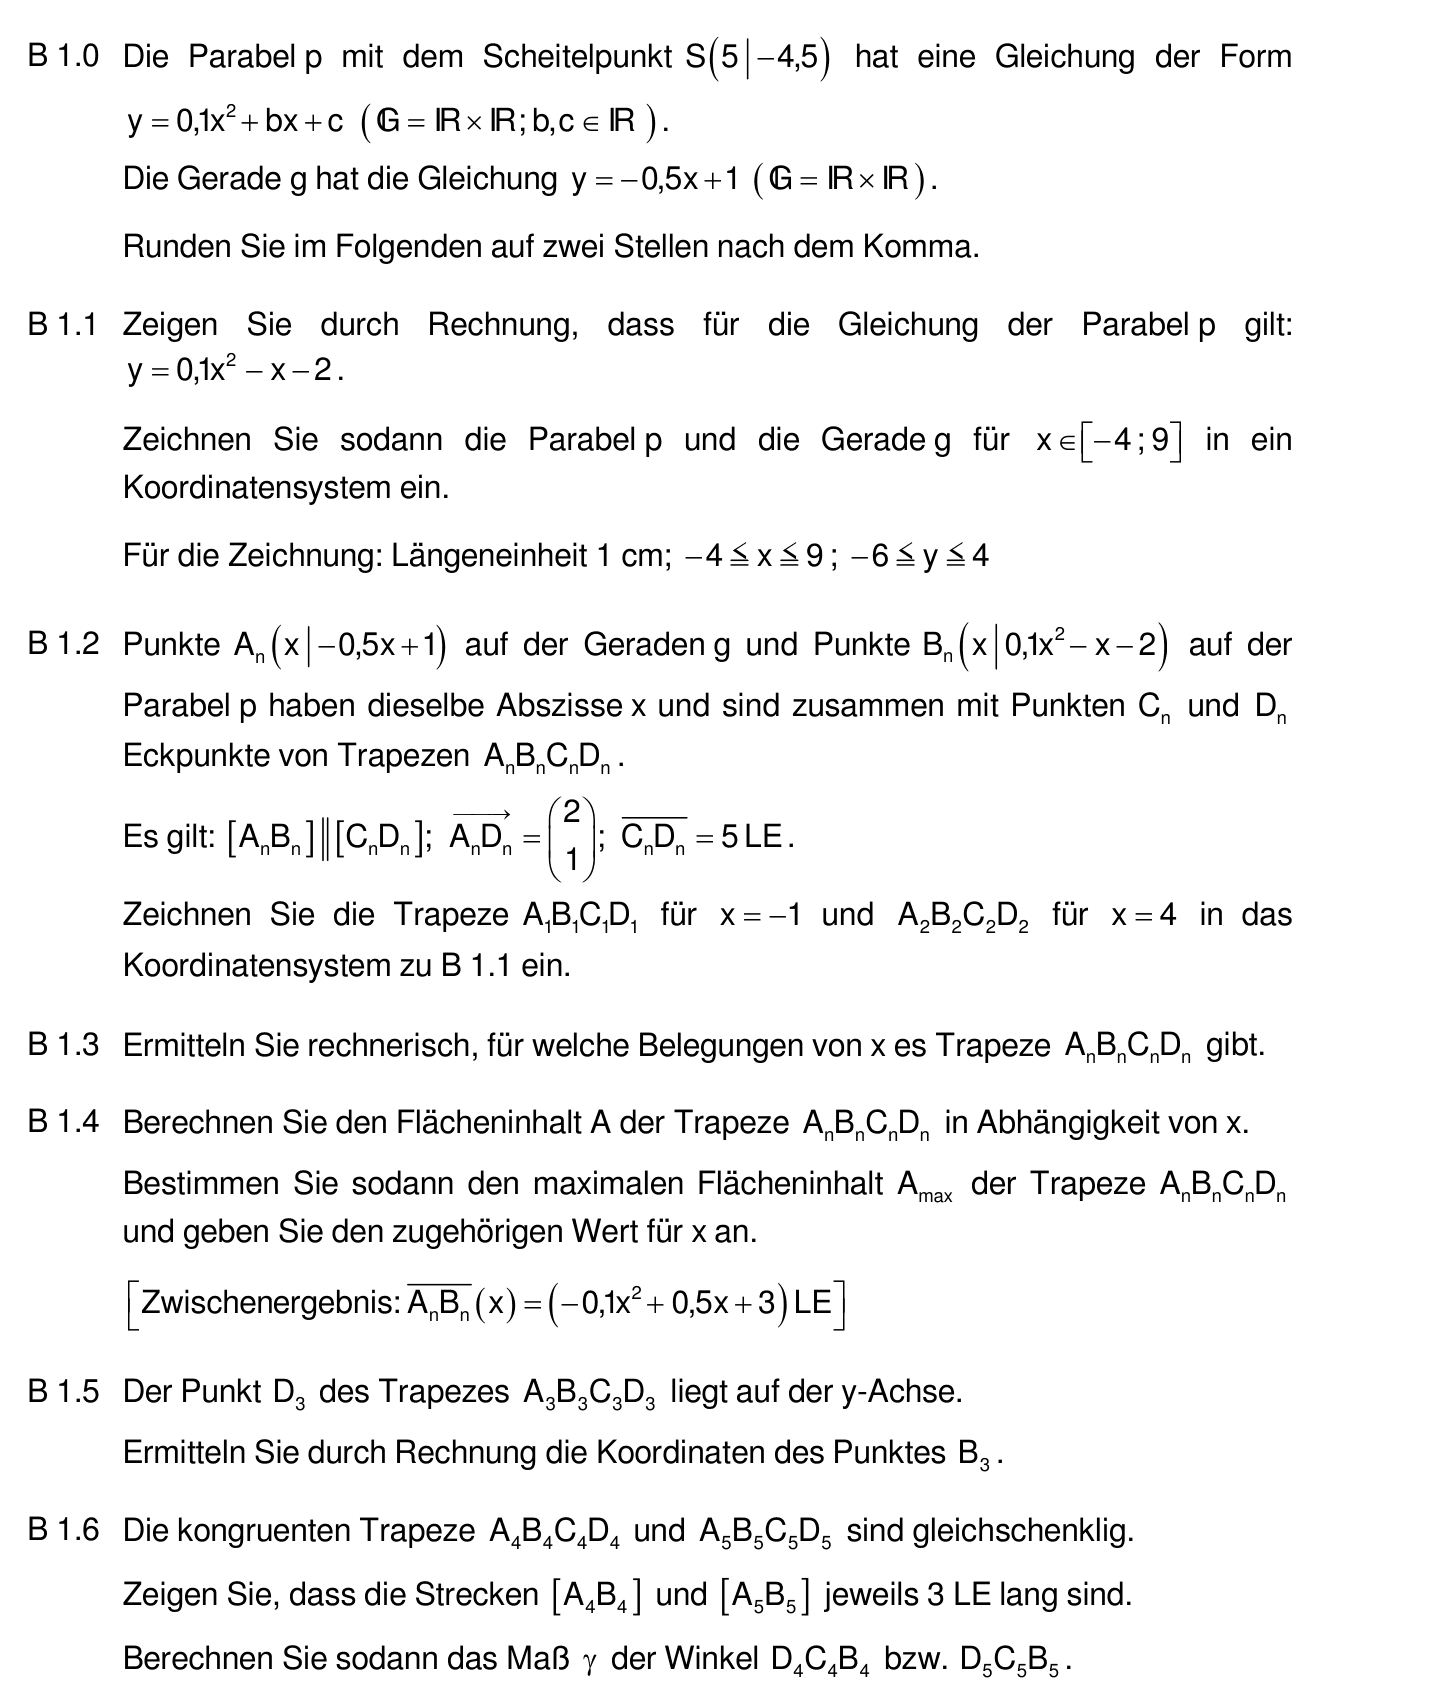 B 1.0 Die Parabel p mit dem Scheitelpunkt S(5|−4,5) hat eine Gleichung der Form
y = 0,1x² + bx + c (𝔾 = ℝ × ℝ; b, c ∈ ℝ).
Die Gerade g hat die Gleichung y = −0,5x + 1 (𝔾 = ℝ × ℝ).
Runden Sie im Folgenden auf zwei Stellen nach dem Komma.
B 1.1 Zeigen Sie durch Rechnung, dass für die Gleichung der Parabel p gilt:
y = 0,1x² − x − 2.
Zeichnen Sie sodann die Parabel p und die Gerade g für x ∈ [−4; 9] in ein
Koordinatensystem ein.
Für die Zeichnung: Längeneinheit 1 cm; −4 ≦ x ≦ 9; −6 ≦ y ≦ 4
B 1.2 Punkte Aₙ(x|−0,5x + 1) auf der Geraden g und Punkte Bₙ(x|0,1x² − x − 2) auf der
Parabel p haben dieselbe Abszisse x und sind zusammen mit Punkten Cₙ und Dₙ
Eckpunkte von Trapezen AₙBₙCₙDₙ.
Es gilt: [AₙBₙ] ∥ [CₙDₙ]; $\overrightarrow{A_nD_n} = \begin{pmatrix} 2 \\ 1 \end{pmatrix}$; $\overline{C_nD_n}$ = 5 LE.
Zeichnen Sie die Trapeze A₁B₁C₁D₁ für x = −1 und A₂B₂C₂D₂ für x = 4 in das
Koordinatensystem zu B 1.1 ein.
B 1.3 Ermitteln Sie rechnerisch, für welche Belegungen von x es Trapeze AₙBₙCₙDₙ gibt.
B 1.4 Berechnen Sie den Flächeninhalt A der Trapeze AₙBₙCₙDₙ in Abhängigkeit von x.
Bestimmen Sie sodann den maximalen Flächeninhalt $A_{max}$ der Trapeze AₙBₙCₙDₙ
und geben Sie den zugehörigen Wert für x an.
[Zwischenergebnis: $\overline{A_nB_n}$(x) = (−0,1x² + 0,5x + 3) LE]
B 1.5 Der Punkt D₃ des Trapezes A₃B₃C₃D₃ liegt auf der y-Achse.
Ermitteln Sie durch Rechnung die Koordinaten des Punktes B₃.
B 1.6 Die kongruenten Trapeze A₄B₄C₄D₄ und A₅B₅C₅D₅ sind gleichschenklig.
Zeigen Sie, dass die Strecken [A₄B₄] und [A₅B₅] jeweils 3 LE lang sind.
Berechnen Sie sodann das Maß γ der Winkel D₄C₄B₄ bzw. D₅C₅B₅.